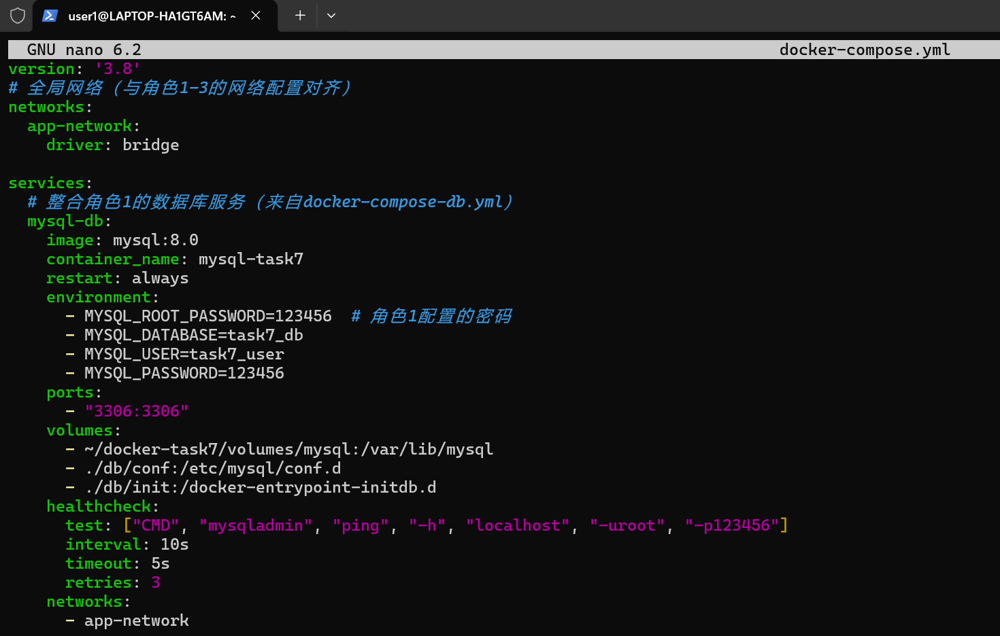 user1@LAPTOP-HA1GT6AM: ~
GNU nano 6.2 docker-compose.yml
version: '3.8'
# 全局网络（与角色1-3的网络配置对齐）
networks:
  app-network:
    driver: bridge

services:
  # 整合角色1的数据库服务（来自docker-compose-db.yml）
  mysql-db:
    image: mysql:8.0
    container_name: mysql-task7
    restart: always
    environment:
      - MYSQL_ROOT_PASSWORD=123456  # 角色1配置的密码
      - MYSQL_DATABASE=task7_db
      - MYSQL_USER=task7_user
      - MYSQL_PASSWORD=123456
    ports:
      - "3306:3306"
    volumes:
      - ~/docker-task7/volumes/mysql:/var/lib/mysql
      - ./db/conf:/etc/mysql/conf.d
      - ./db/init:/docker-entrypoint-initdb.d
    healthcheck:
      test: ["CMD", "mysqladmin", "ping", "-h", "localhost", "-uroot", "-p123456"]
      interval: 10s
      timeout: 5s
      retries: 3
    networks:
      - app-network